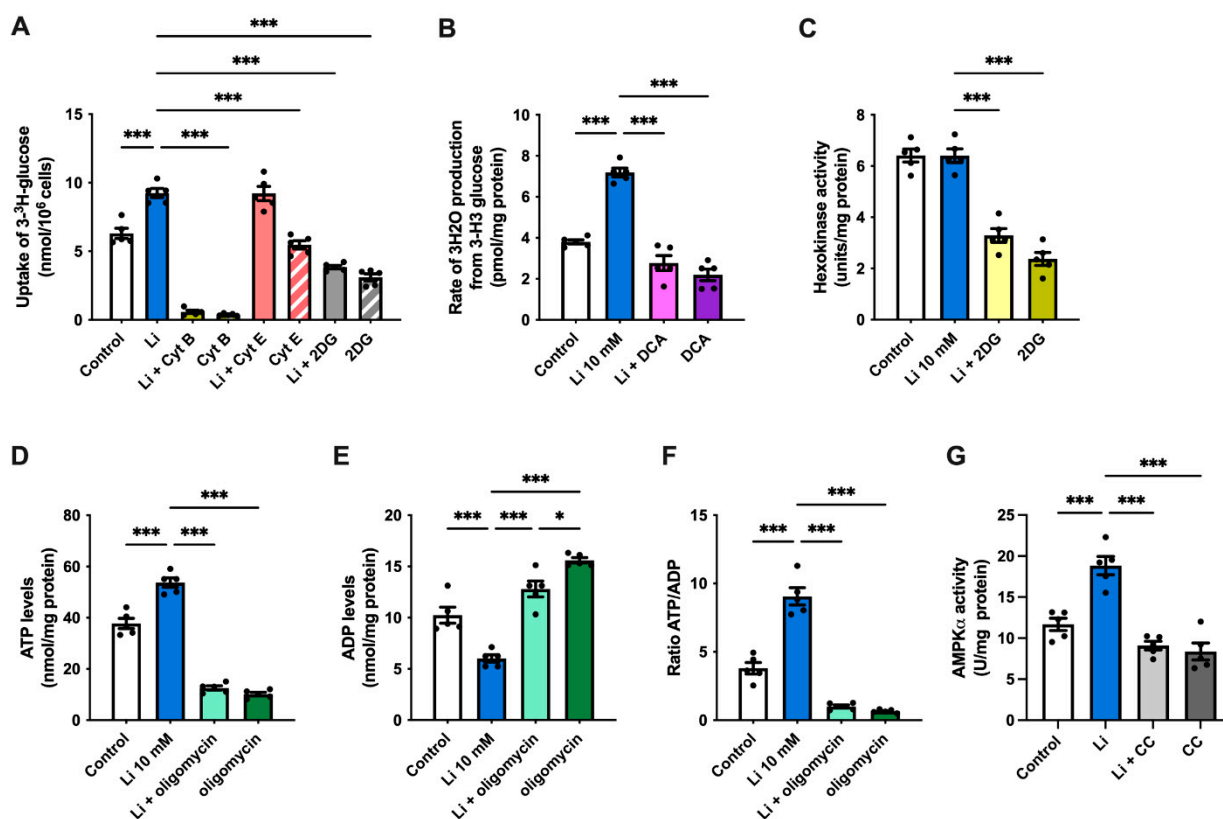 A
Uptake of 3-³H-glucose
(nmol/10⁶ cells)
15
10
5
0
***
***
***
***
***
Control
Li
Li + Cyt B
Cyt B
Li + Cyt E
Cyt E
Li + 2DG
2DG
B
Rate of 3H2O production
from 3-H3 glucose
(pmol/mg protein)
10
8
6
4
2
0
***
***
***
Control
Li 10 mM
Li + DCA
DCA
C
Hexokinase activity
(units/mg protein)
8
6
4
2
0
***
***
Control
Li 10 mM
Li + 2DG
2DG
D
ATP levels
(nmol/mg protein)
80
60
40
20
0
***
***
***
Control
Li 10 mM
Li + oligomycin
oligomycin
E
ADP levels
(nmol/mg protein)
20
15
10
5
0
***
***
***
*
Control
Li 10 mM
Li + oligomycin
oligomycin
F
Ratio ATP/ADP
15
10
5
0
***
***
***
Control
Li 10 mM
Li + oligomycin
oligomycin
G
AMPKα activity
(U/mg protein)
25
20
15
10
5
0
***
***
***
Control
Li
Li + CC
CC